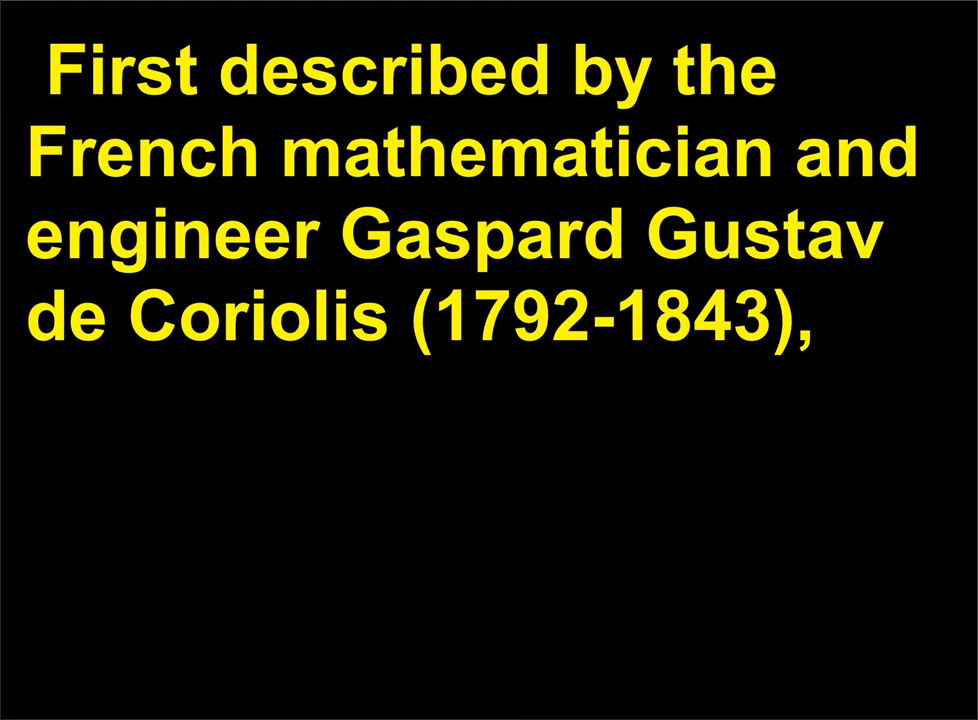 First described by the
French mathematician and
engineer Gaspard Gustav
de Coriolis (1792-1843),